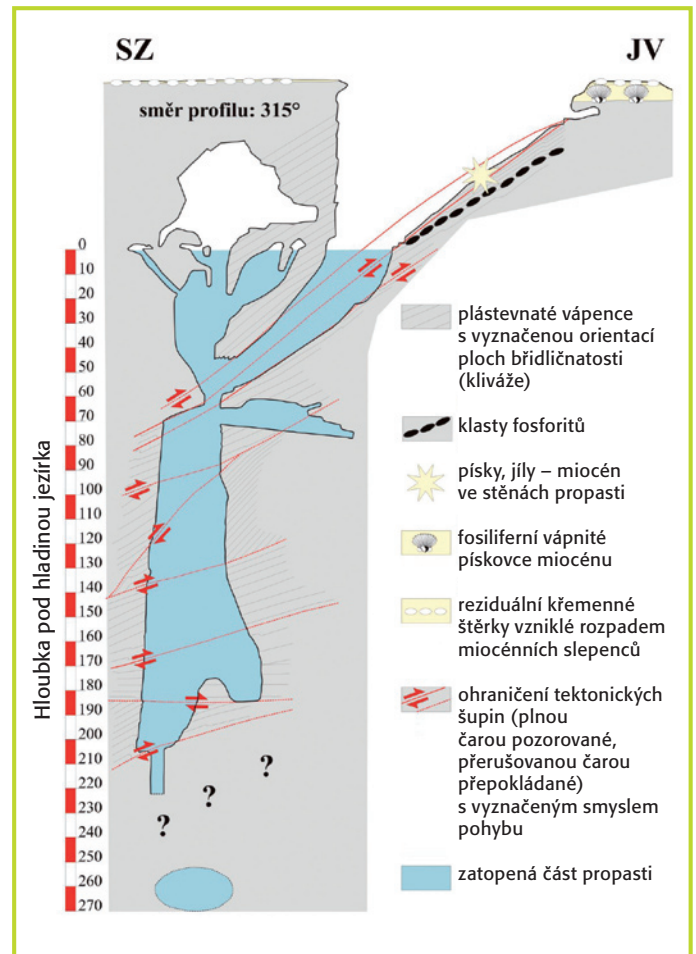 SZ
JV
směr profilu: 315°
Hloubka pod hladinou jezírka
0
10
20
30
40
50
60
70
80
90
100
110
120
130
140
150
160
170
180
190
200
210
220
230
240
250
260
270
?
?
?
plástevnaté vápence
s vyznačenou orientací
ploch břidličnatosti
(kliváže)
klasty fosforitů
písky, jíly – miocén
ve stěnách propasti
fosiliferní vápnité
pískovce miocénu
reziduální křemenné
štěrky vzniklé rozpadem
miocénních slepenců
ohraničení tektonických
šupin (plnou
čarou pozorované,
přerušovanou čarou
přepokládané)
s vyznačeným smyslem
pohybu
zatopená část propasti